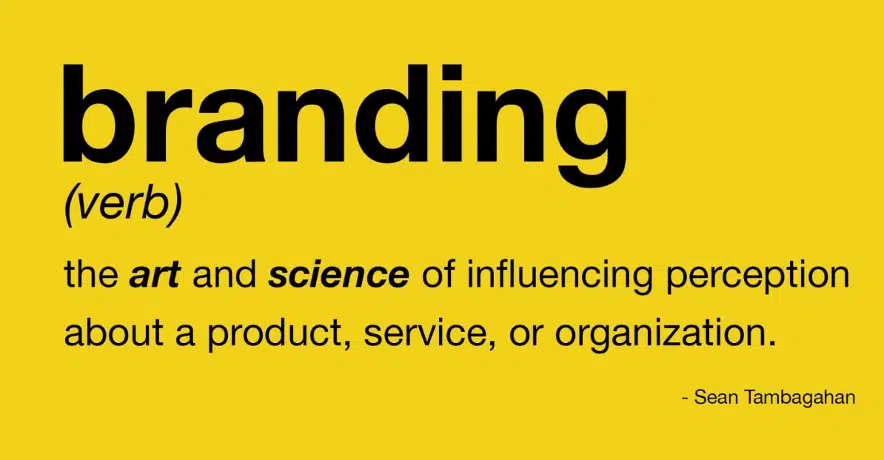 branding
(verb)
the art and science of influencing perception
about a product, service, or organization.
- Sean Tambagahan